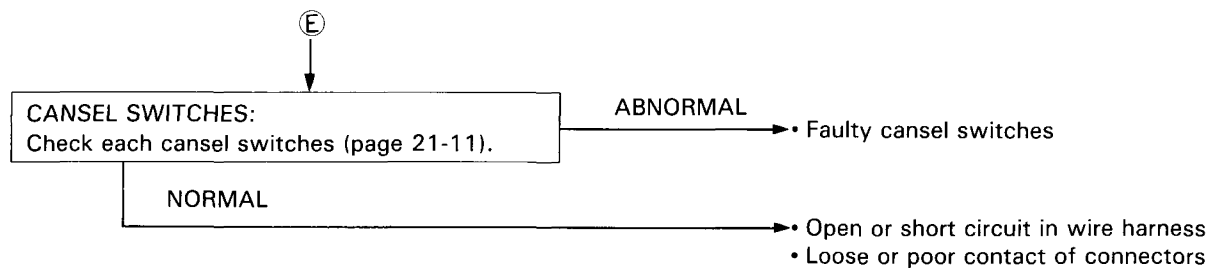 E
CANSEL SWITCHES:
Check each cansel switches (page 21-11).
ABNORMAL
• Faulty cansel switches
NORMAL
• Open or short circuit in wire harness
• Loose or poor contact of connectors